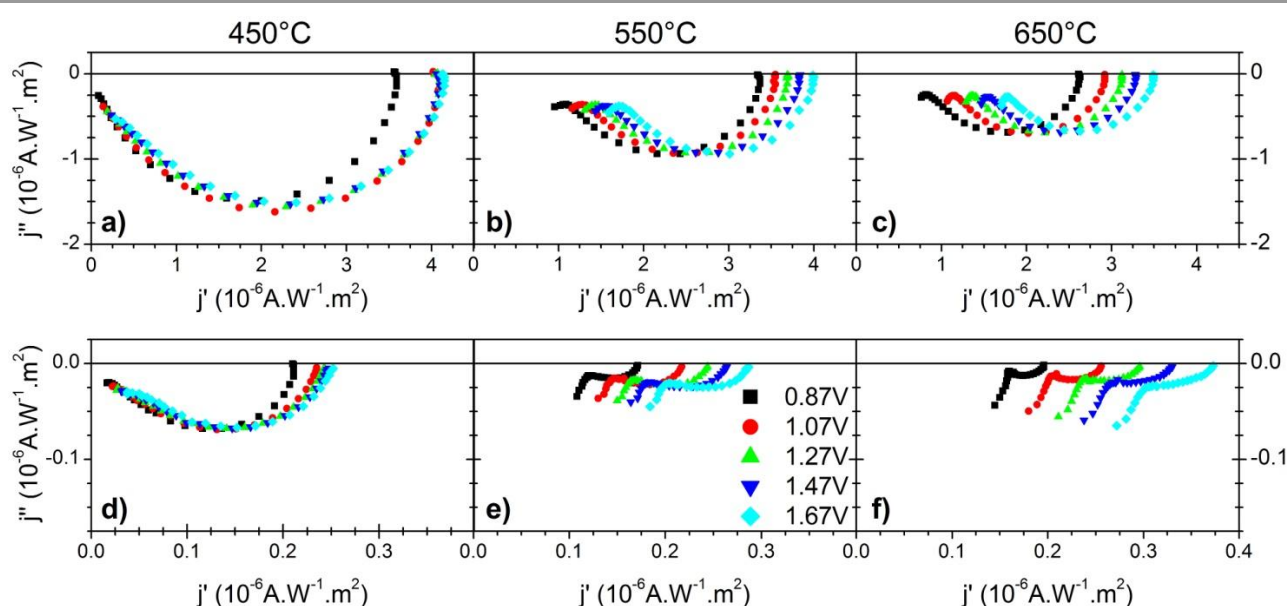 450°C 550°C 650°C
0
-1
-2
j'' (10⁻⁶A.W⁻¹.m²)
a)
b)
c)
0
-1
-2
0 1 2 3 4
1 2 3 4
1 2 3 4
j' (10⁻⁶A.W⁻¹.m²) j' (10⁻⁶A.W⁻¹.m²) j' (10⁻⁶A.W⁻¹.m²)
0.0
-0.1
j'' (10⁻⁶A.W⁻¹.m²)
d)
e)
0.87V
1.07V
1.27V
1.47V
1.67V
f)
0.0
-0.1
0.0 0.1 0.2 0.3
0.0 0.1 0.2 0.3
0.0 0.1 0.2 0.3 0.4
j' (10⁻⁶A.W⁻¹.m²) j' (10⁻⁶A.W⁻¹.m²) j' (10⁻⁶A.W⁻¹.m²)